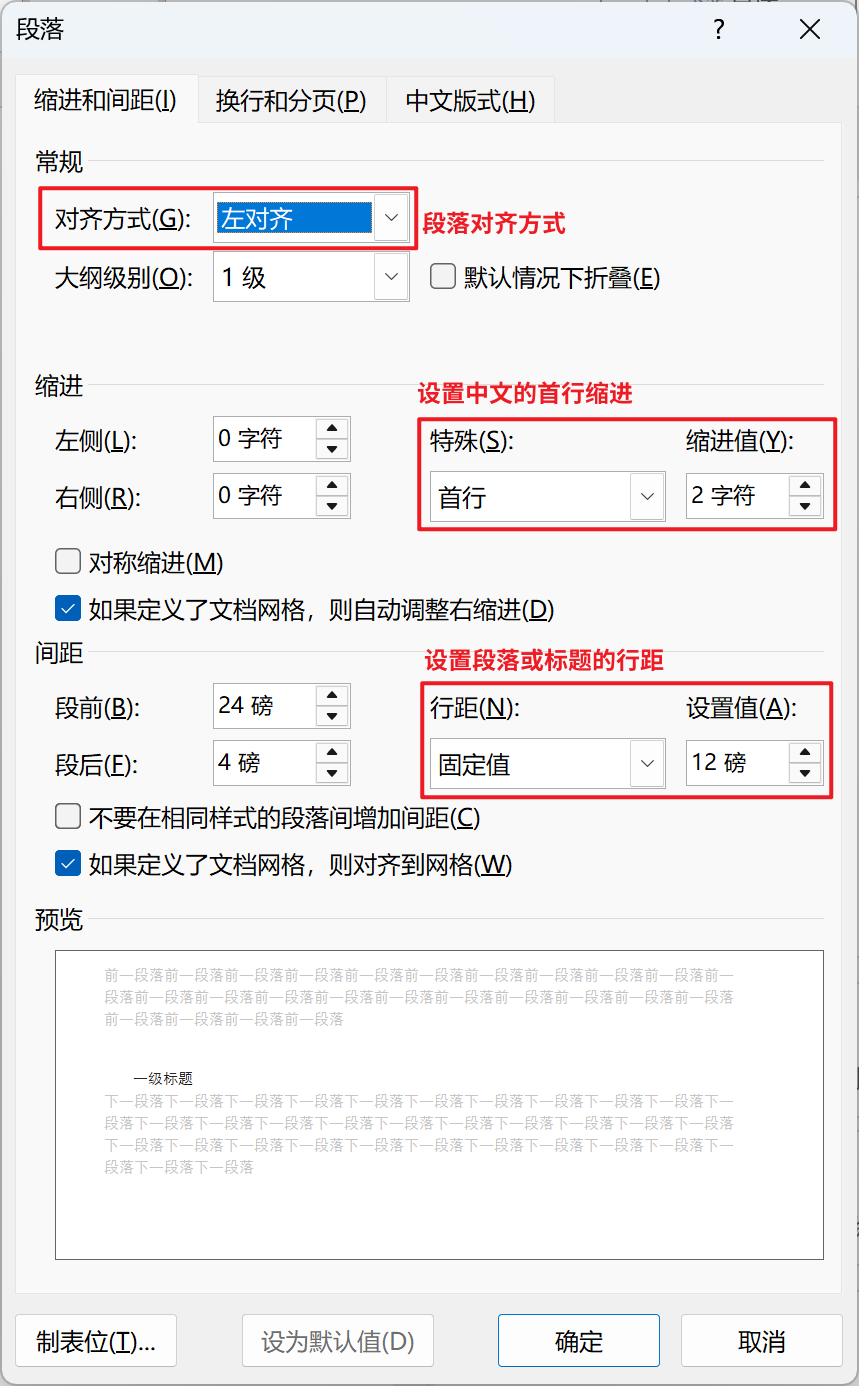 段落 ?
缩进和间距(I) 换行和分页(P) 中文版式(H)
常规
对齐方式(G): 左对齐 段落对齐方式
大纲级别(O): 1 级 默认情况下折叠(E)
缩进 设置中文的首行缩进
左侧(L): 0 字符 特殊(S): 缩进值(Y):
右侧(R): 0 字符 首行 2 字符
对称缩进(M)
如果定义了文档网格，则自动调整右缩进(D)
间距 设置段落或标题的行距
段前(B): 24 磅 行距(N): 设置值(A):
段后(F): 4 磅 固定值 12 磅
不要在相同样式的段落间增加间距(C)
如果定义了文档网格，则对齐到网格(W)
预览
前一段落前一段落前一段落前一段落前一段落前一段落前一段落前一段落前一段落前一段落前一
段落前一段落前一段落前一段落前一段落前一段落前一段落前一段落前一段落前一段落前一段落
前一段落前一段落前一段落前一段落
一级标题
下一段落下一段落下一段落下一段落下一段落下一段落下一段落下一段落下一段落下一段落下一
段落下一段落下一段落下一段落下一段落下一段落下一段落下一段落下一段落下一段落下一段落
下一段落下一段落下一段落下一段落下一段落下一段落下一段落下一段落下一段落下一段落下一
段落下一段落下一段落
制表位(T)... 设为默认值(D) 确定 取消